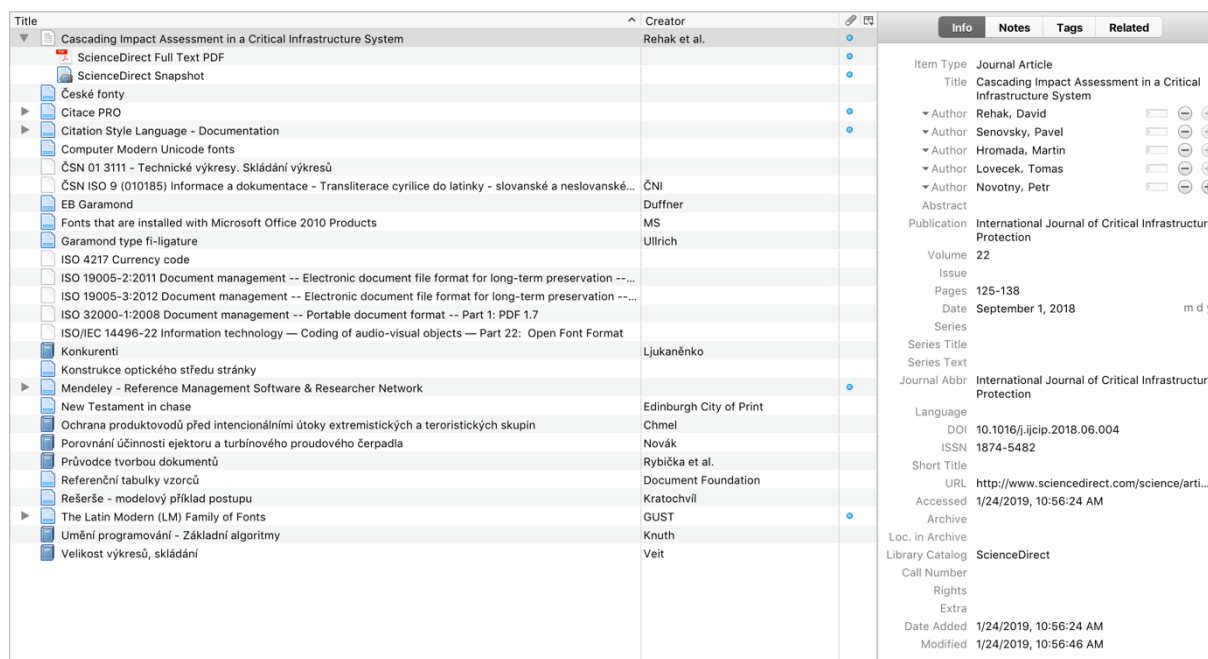 Title Creator
Cascading Impact Assessment in a Critical Infrastructure System Rehak et al.
ScienceDirect Full Text PDF
ScienceDirect Snapshot
České fonty
Citace PRO
Citation Style Language - Documentation
Computer Modern Unicode fonts
ČSN 01 3111 - Technické výkresy. Skládání výkresů
ČSN ISO 9 (010185) Informace a dokumentace - Transliterace cyrilice do latinky - slovanské a neslovanské... ČNI
EB Garamond Duffner
Fonts that are installed with Microsoft Office 2010 Products MS
Garamond type fi-ligature Ullrich
ISO 4217 Currency code
ISO 19005-2:2011 Document management -- Electronic document file format for long-term preservation --...
ISO 19005-3:2012 Document management -- Electronic document file format for long-term preservation --...
ISO 32000-1:2008 Document management -- Portable document format -- Part 1: PDF 1.7
ISO/IEC 14496-22 Information technology — Coding of audio-visual objects — Part 22: Open Font Format
Konkurenti Ljukaněnko
Konstrukce optického středu stránky
Mendeley - Reference Management Software & Researcher Network
New Testament in chase Edinburgh City of Print
Ochrana produktovodů před intencionálními útoky extremistických a teroristických skupin Chmel
Porovnání účinnosti ejektoru a turbínového proudového čerpadla Novák
Průvodce tvorbou dokumentů Rybička et al.
Referenční tabulky vzorců Document Foundation
Rešerše - modelový příklad postupu Kratochvíl
The Latin Modern (LM) Family of Fonts GUST
Umění programování - Základní algoritmy Knuth
Velikost výkresů, skládání Veit
Info Notes Tags Related
Item Type Journal Article
Title Cascading Impact Assessment in a Critical
Infrastructure System
Author Rehak, David
Author Senovsky, Pavel
Author Hromada, Martin
Author Lovecek, Tomas
Author Novotny, Petr
Abstract
Publication International Journal of Critical Infrastructur
Protection
Volume 22
Issue
Pages 125-138
Date September 1, 2018 m d y
Series
Series Title
Series Text
Journal Abbr International Journal of Critical Infrastructur
Protection
Language
DOI 10.1016/j.ijcip.2018.06.004
ISSN 1874-5482
Short Title
URL http://www.sciencedirect.com/science/arti...
Accessed 1/24/2019, 10:56:24 AM
Archive
Loc. in Archive
Library Catalog ScienceDirect
Call Number
Rights
Extra
Date Added 1/24/2019, 10:56:24 AM
Modified 1/24/2019, 10:56:46 AM